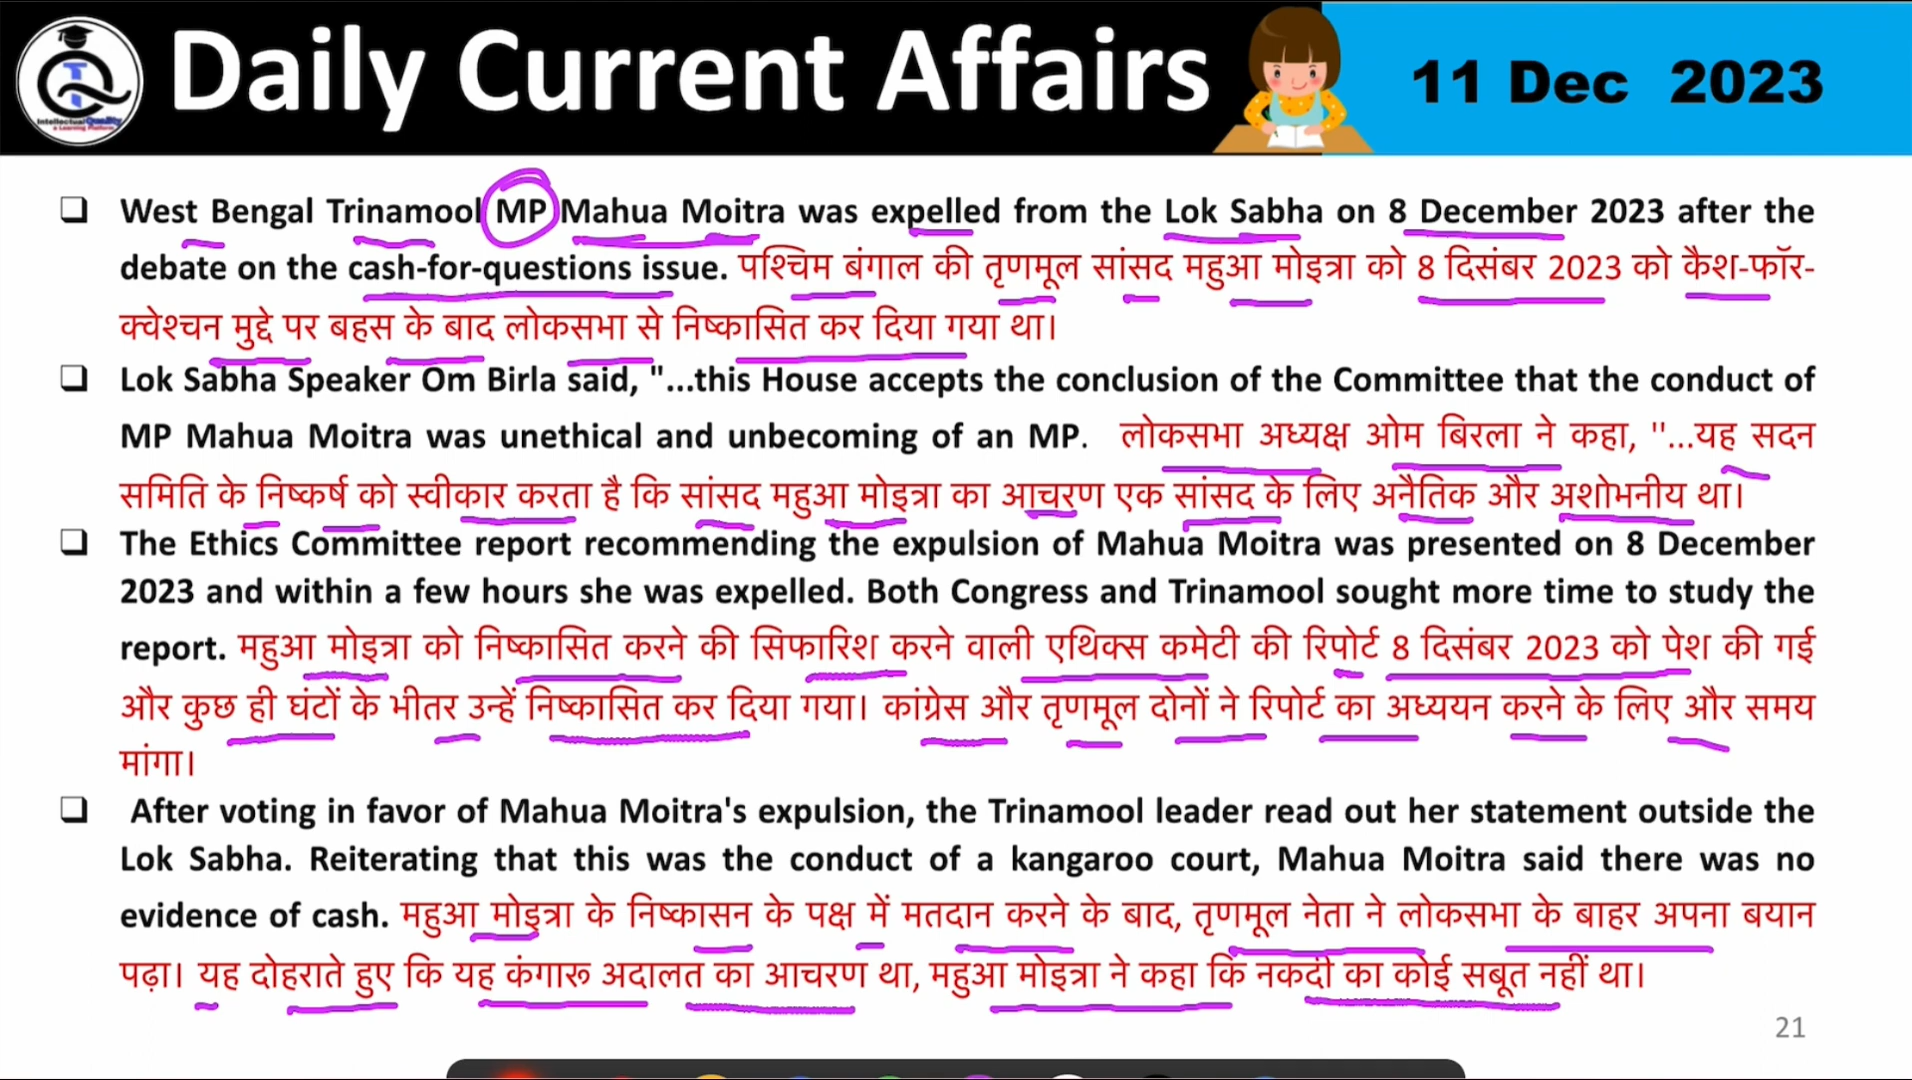 Daily Current Affairs
11 Dec 2023
Intellectual Quality
a Learning Platform
West Bengal Trinamool MP Mahua Moitra was expelled from the Lok Sabha on 8 December 2023 after the
debate on the cash-for-questions issue. पश्चिम बंगाल की तृणमूल सांसद महुआ मोइत्रा को 8 दिसंबर 2023 को कैश-फॉर-
क्वेश्चन मुद्दे पर बहस के बाद लोकसभा से निष्कासित कर दिया गया था।
Lok Sabha Speaker Om Birla said, "...this House accepts the conclusion of the Committee that the conduct of
MP Mahua Moitra was unethical and unbecoming of an MP. लोकसभा अध्यक्ष ओम बिरला ने कहा, "...यह सदन
समिति के निष्कर्ष को स्वीकार करता है कि सांसद महुआ मोइत्रा का आचरण एक सांसद के लिए अनैतिक और अशोभनीय था।
The Ethics Committee report recommending the expulsion of Mahua Moitra was presented on 8 December
2023 and within a few hours she was expelled. Both Congress and Trinamool sought more time to study the
report. महुआ मोइत्रा को निष्कासित करने की सिफारिश करने वाली एथिक्स कमेटी की रिपोर्ट 8 दिसंबर 2023 को पेश की गई
और कुछ ही घंटों के भीतर उन्हें निष्कासित कर दिया गया। कांग्रेस और तृणमूल दोनों ने रिपोर्ट का अध्ययन करने के लिए और समय
मांगा।
After voting in favor of Mahua Moitra's expulsion, the Trinamool leader read out her statement outside the
Lok Sabha. Reiterating that this was the conduct of a kangaroo court, Mahua Moitra said there was no
evidence of cash. महुआ मोइत्रा के निष्कासन के पक्ष में मतदान करने के बाद, तृणमूल नेता ने लोकसभा के बाहर अपना बयान
पढ़ा। यह दोहराते हुए कि यह कंगारू अदालत का आचरण था, महुआ मोइत्रा ने कहा कि नकदी का कोई सबूत नहीं था।
21